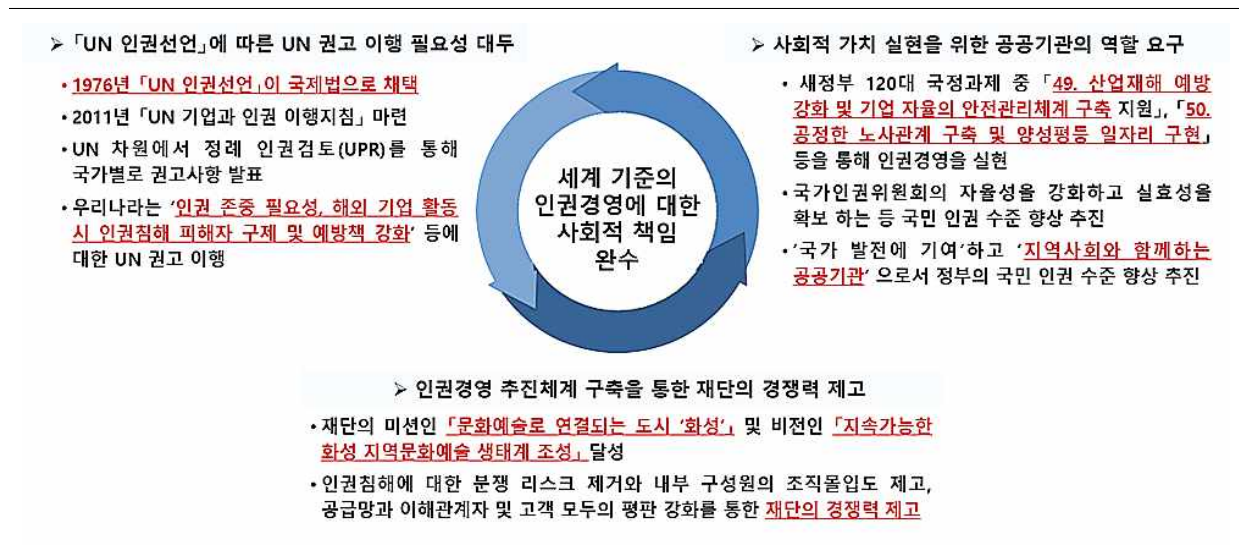 ➢ 「UN 인권선언」에 따른 UN 권고 이행 필요성 대두
• 1976년 「UN 인권선언」이 국제법으로 채택
• 2011년 「UN 기업과 인권 이행지침」 마련
• UN 차원에서 정례 인권검토(UPR)를 통해
국가별로 권고사항 발표
• 우리나라는 '인권 존중 필요성, 해외 기업 활동
시 인권침해 피해자 구제 및 예방책 강화' 등에
대한 UN 권고 이행
세계 기준의
인권경영에 대한
사회적 책임
완수
➢ 사회적 가치 실현을 위한 공공기관의 역할 요구
• 새정부 120대 국정과제 중 「49. 산업재해 예방
강화 및 기업 자율의 안전관리체계 구축 지원」, 「50.
공정한 노사관계 구축 및 양성평등 일자리 구현」
등을 통해 인권경영을 실현
• 국가인권위원회의 자율성을 강화하고 실효성을
확보 하는 등 국민 인권 수준 향상 추진
• '국가 발전에 기여'하고 '지역사회와 함께하는
공공기관' 으로서 정부의 국민 인권 수준 향상 추진
➢ 인권경영 추진체계 구축을 통한 재단의 경쟁력 제고
• 재단의 미션인 「문화예술로 연결되는 도시 '화성'」 및 비전인 「지속가능한
화성 지역문화예술 생태계 조성」 달성
• 인권침해에 대한 분쟁 리스크 제거와 내부 구성원의 조직몰입도 제고,
공급망과 이해관계자 및 고객 모두의 평판 강화를 통한 재단의 경쟁력 제고